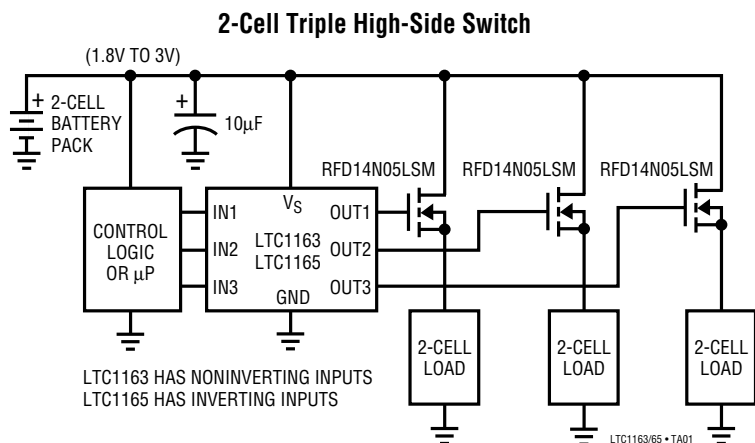 2-Cell Triple High-Side Switch
(1.8V TO 3V)
+
2-CELL
BATTERY
PACK
+
10µF
RFD14N05LSM
RFD14N05LSM
RFD14N05LSM
CONTROL
LOGIC
OR µP
IN1
IN2
IN3
VS
LTC1163
LTC1165
GND
OUT1
OUT2
OUT3
2-CELL
LOAD
2-CELL
LOAD
2-CELL
LOAD
LTC1163 HAS NONINVERTING INPUTS
LTC1165 HAS INVERTING INPUTS
LTC1163/65 • TA01